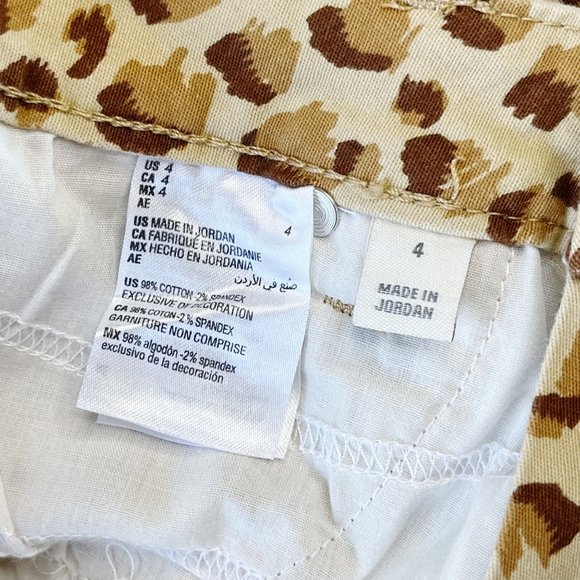 US 4
CA 4
MX 4
AE
4
US MADE IN JORDAN
CA FABRIQUÉ EN JORDANIE
MX HECHO EN JORDANIA
AE
صنع في الأردن
US 98% COTTON -2% SPANDEX
EXCLUSIVE OF DECORATION
CA 98% COTON -2% SPANDEX
GARNITURE NON COMPRISE
MX 98% algodón -2% spandex
exclusivo de la decoración
4
MADE IN
JORDAN